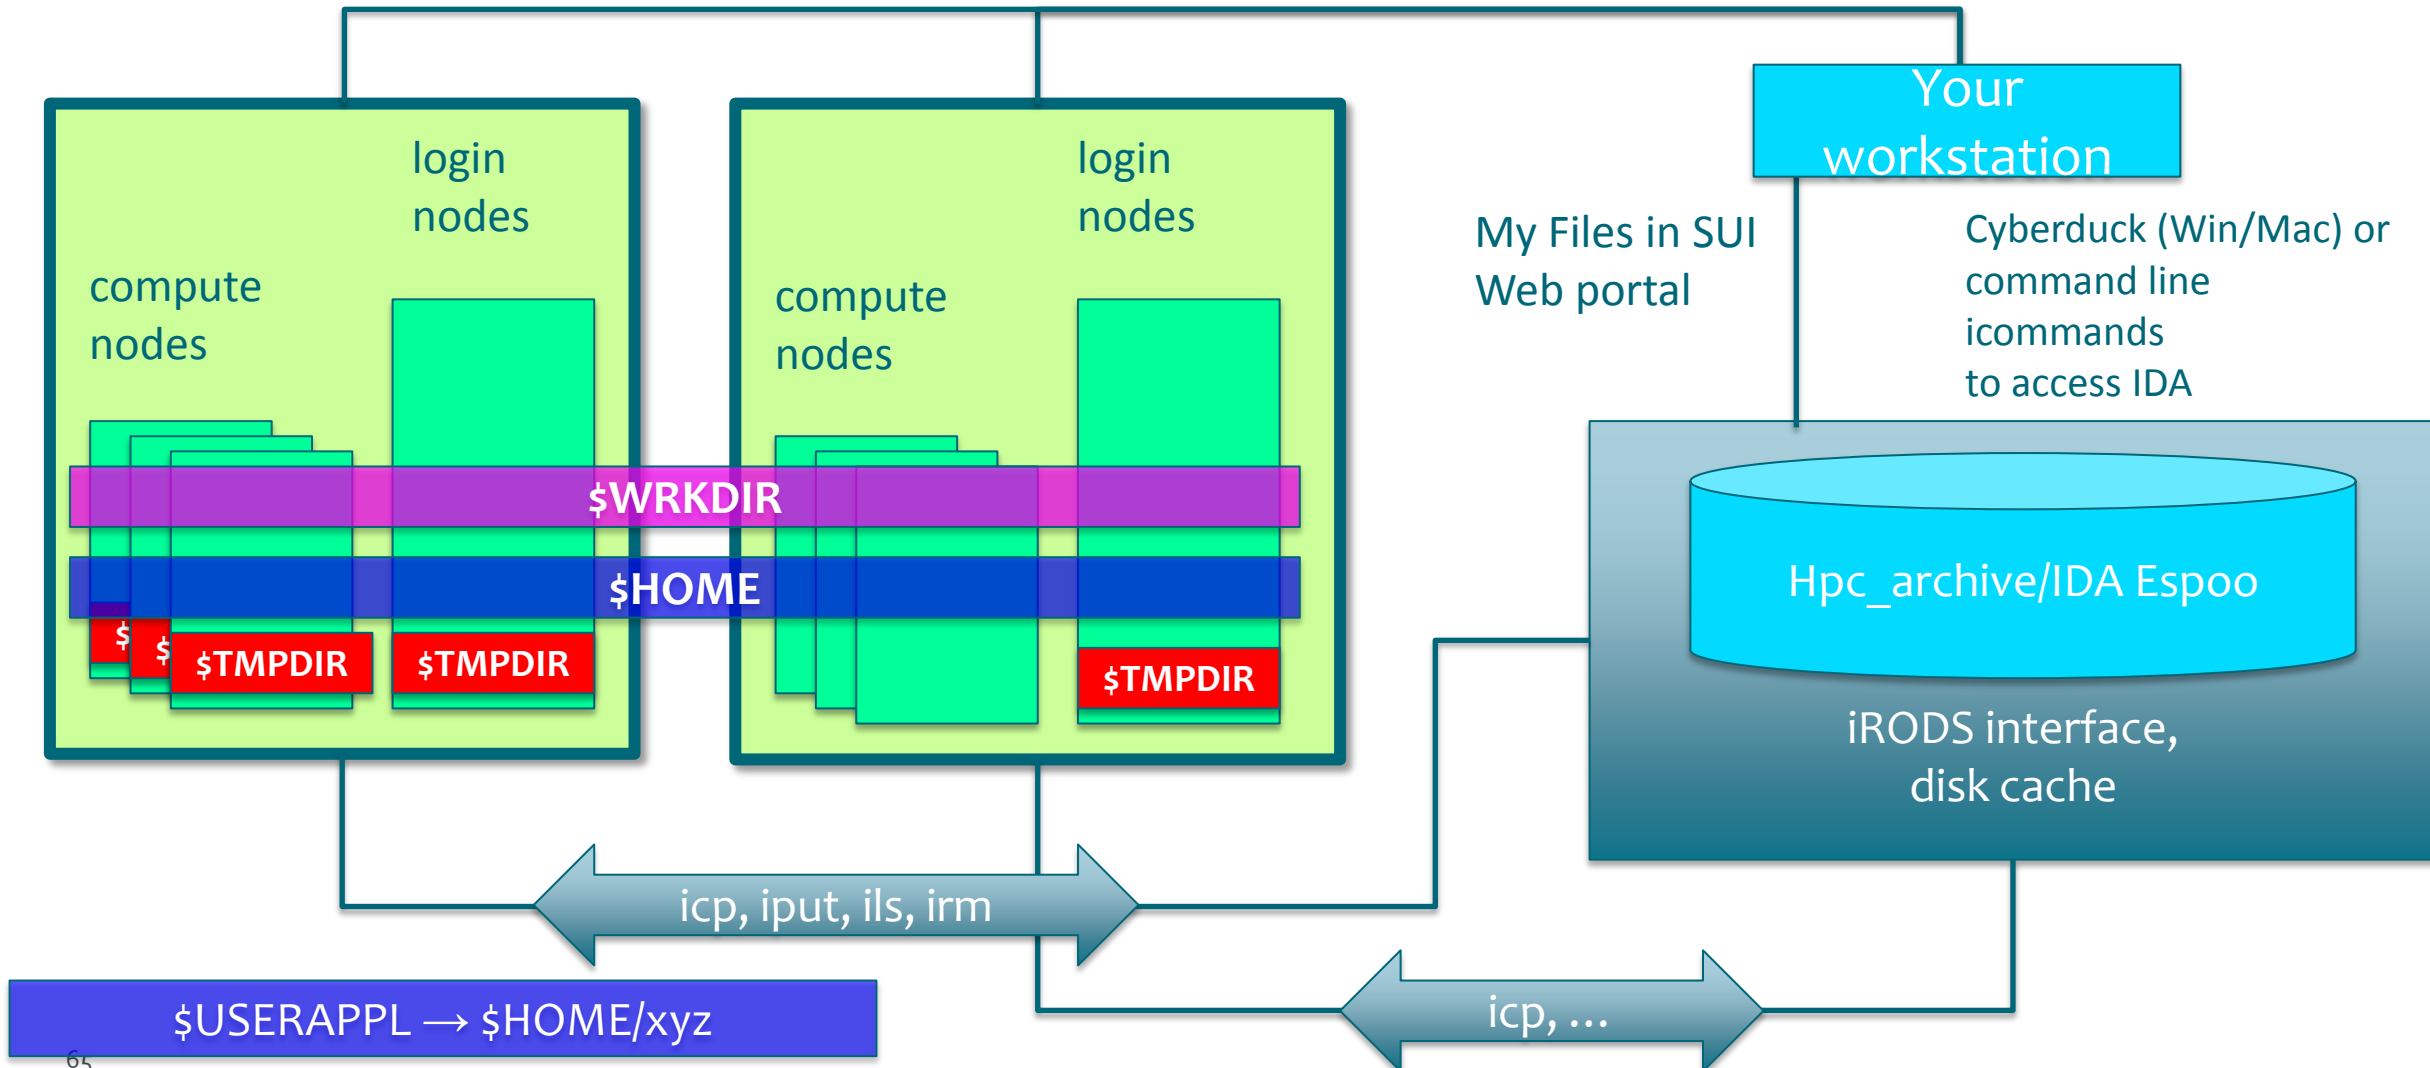 Your
workstation
login
nodes
compute
nodes
login
nodes
compute
nodes
My Files in SUI
Web portal
Cyberduck (Win/Mac) or
command line
icommands
to access IDA
$WRKDIR
$HOME
$
$
$TMPDIR
$TMPDIR
$TMPDIR
Hpc_archive/IDA Espoo
iRODS interface,
disk cache
icp, iput, ils, irm
icp, ...
$USERAPPL → $HOME/xyz
65